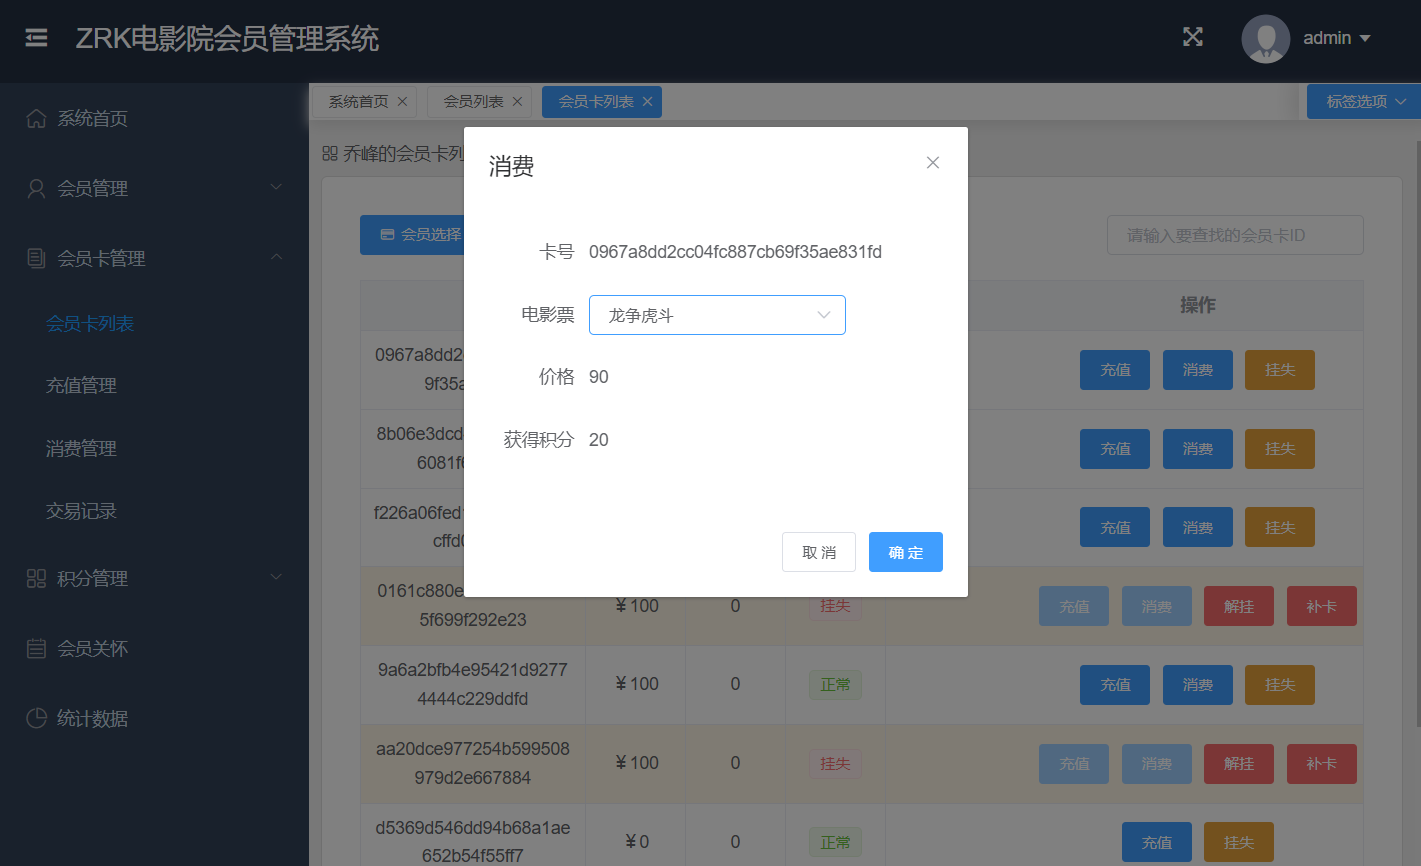 ZRK电影院会员管理系统
admin
系统首页
会员管理
会员卡管理
会员卡列表
充值管理
消费管理
交易记录
积分管理
会员关怀
统计数据
系统首页
会员列表
会员卡列表
标签选项
乔峰的会员卡列
会员选择
请输入要查找的会员卡ID
消费
卡号 0967a8dd2cc04fc887cb69f35ae831fd
电影票 龙争虎斗
价格 90
获得积分 20
取消 确定
操作
0967a8dd2
9f35a
充值 消费 挂失
8b06e3dcd
6081f6
充值 消费 挂失
f226a06fed
cffd0
充值 消费 挂失
0161c880e
5f699f292e23
¥100 0 挂失 充值 消费 解挂 补卡
9a6a2bfb4e95421d9277
4444c229ddfd
¥100 0 正常 充值 消费 挂失
aa20dce977254b599508
979d2e667884
¥100 0 挂失 充值 消费 解挂 补卡
d5369d546dd94b68a1ae
652b54f55ff7
¥0 0 正常 充值 挂失